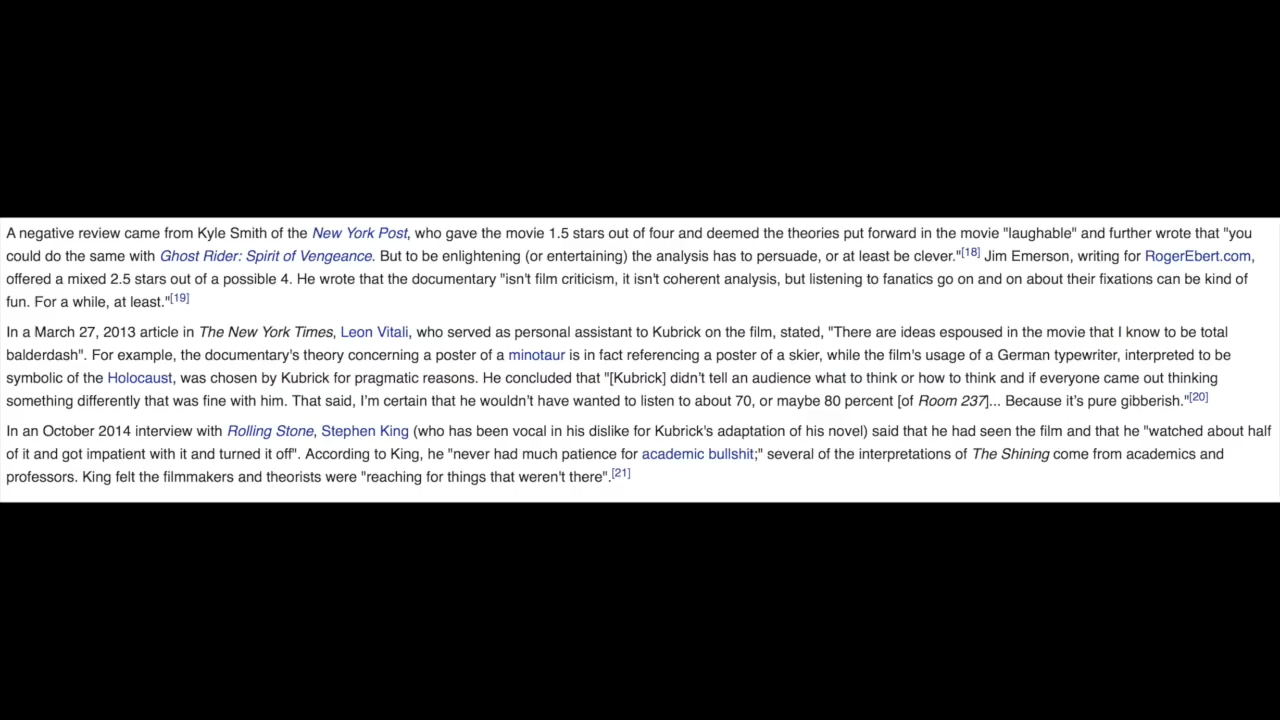 A negative review came from Kyle Smith of the New York Post, who gave the movie 1.5 stars out of four and deemed the theories put forward in the movie "laughable" and further wrote that "you
could do the same with Ghost Rider: Spirit of Vengeance. But to be enlightening (or entertaining) the analysis has to persuade, or at least be clever."[18] Jim Emerson, writing for RogerEbert.com,
offered a mixed 2.5 stars out of a possible 4. He wrote that the documentary "isn't film criticism, it isn't coherent analysis, but listening to fanatics go on and on about their fixations can be kind of
fun. For a while, at least."[19]
In a March 27, 2013 article in The New York Times, Leon Vitali, who served as personal assistant to Kubrick on the film, stated, "There are ideas espoused in the movie that I know to be total
balderdash". For example, the documentary's theory concerning a poster of a minotaur is in fact referencing a poster of a skier, while the film's usage of a German typewriter, interpreted to be
symbolic of the Holocaust, was chosen by Kubrick for pragmatic reasons. He concluded that "[Kubrick] didn’t tell an audience what to think or how to think and if everyone came out thinking
something differently that was fine with him. That said, I’m certain that he wouldn’t have wanted to listen to about 70, or maybe 80 percent [of Room 237]... Because it’s pure gibberish."[20]
In an October 2014 interview with Rolling Stone, Stephen King (who has been vocal in his dislike for Kubrick's adaptation of his novel) said that he had seen the film and that he "watched about half
of it and got impatient with it and turned it off". According to King, he "never had much patience for academic bullshit;" several of the interpretations of The Shining come from academics and
professors. King felt the filmmakers and theorists were "reaching for things that weren't there".[21]